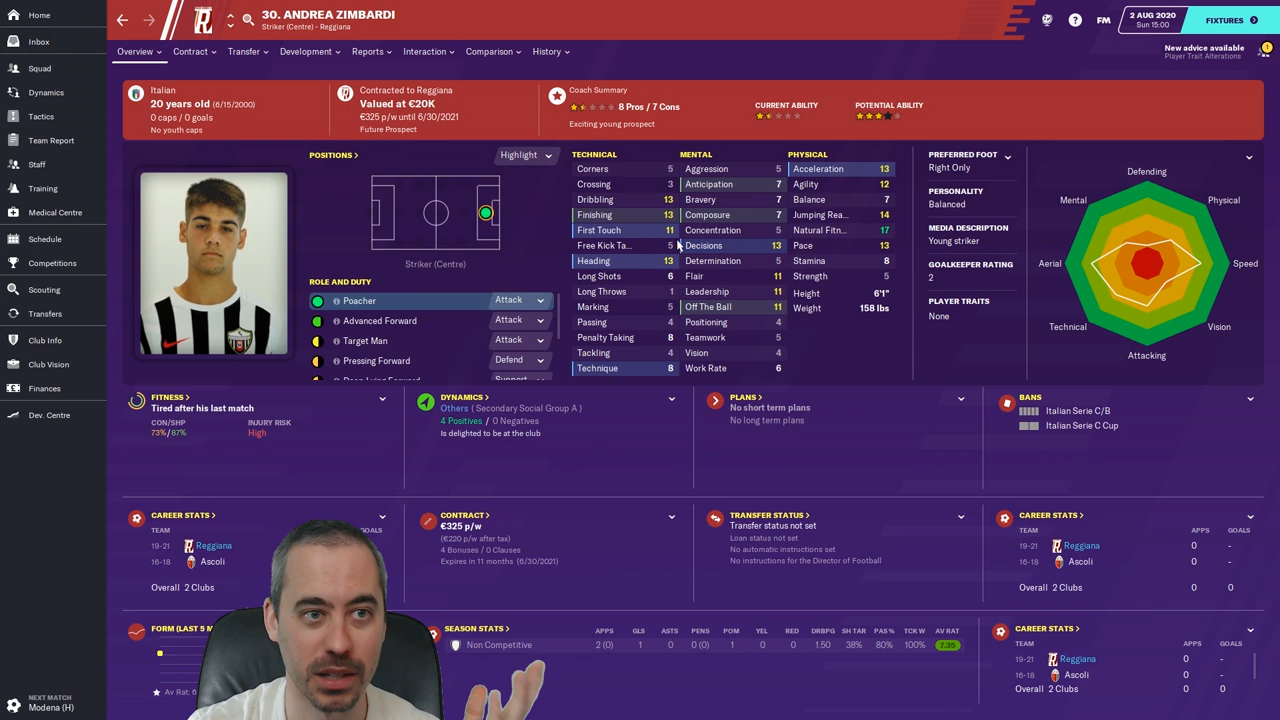 Home
Inbox
Squad
Dynamics
Tactics
Team Report
Staff
Training
Medical Centre
Schedule
Competitions
Scouting
Transfers
Club Info
Club Vision
Finances
Dev. Centre
NEXT MATCH
Modena (H)
30. ANDREA ZIMBARDI
Striker (Centre) - Reggiana
FM
2 AUG 2020
Sun 15:00
FIXTURES
Overview
Contract
Transfer
Development
Reports
Interaction
Comparison
History
New advice available
Player Trait Alterations
Italian
20 years old (6/15/2000)
0 caps / 0 goals
No youth caps
Contracted to Reggiana
Valued at €20K
€325 p/w until 6/30/2021
Future Prospect
Coach Summary
8 Pros / 7 Cons
Exciting young prospect
CURRENT ABILITY
POTENTIAL ABILITY
POSITIONS
Highlight
Striker (Centre)
ROLE AND DUTY
Poacher Attack
Advanced Forward Attack
Target Man Attack
Pressing Forward Defend
TECHNICAL
Corners 5
Crossing 3
Dribbling 13
Finishing 13
First Touch 11
Free Kick Ta... 5
Heading 13
Long Shots 6
Long Throws 1
Marking 5
Passing 4
Penalty Taking 8
Tackling 4
Technique 8
MENTAL
Aggression 5
Anticipation 7
Bravery 7
Composure 7
Concentration 5
Decisions 13
Determination 5
Flair 11
Leadership 11
Off The Ball 11
Positioning 4
Teamwork 5
Vision 4
Work Rate 6
PHYSICAL
Acceleration 13
Agility 12
Balance 7
Jumping Rea... 14
Natural Fitn... 17
Pace 13
Stamina 8
Strength 5
Height 6'1"
Weight 158 lbs
PREFERRED FOOT
Right Only
PERSONALITY
Balanced
MEDIA DESCRIPTION
Young striker
GOALKEEPER RATING
2
PLAYER TRAITS
None
Defending
Physical
Speed
Vision
Attacking
Technical
Aerial
Mental
FITNESS
Tired after his last match
CON/SHP
73%/87%
INJURY RISK
High
DYNAMICS
Others ( Secondary Social Group A )
4 Positives / 0 Negatives
Is delighted to be at the club
PLANS
No short term plans
No long term plans
BANS
Italian Serie C/B
Italian Serie C Cup
CAREER STATS
TEAM GOALS
19-21 Reggiana
16-18 Ascoli
Overall 2 Clubs
CONTRACT
€325 p/w
(€220 p/w after tax)
4 Bonuses / 0 Clauses
Expires in 11 months (6/30/2021)
TRANSFER STATUS
Transfer status not set
Loan status not set
No automatic instructions set
No instructions for the Director of Football
CAREER STATS
TEAM APPS GOALS
19-21 Reggiana 0 -
16-18 Ascoli 0 -
Overall 2 Clubs 0 0
FORM (LAST 5 M
Av Rat: 6
SEASON STATS
APPS GLS ASTS PENS POM YEL RED DRBPG SH TAR PAS% TCK W AV RAT
Non Competitive 2 (0) 1 0 0 (0) 1 0 0 1.50 38% 80% 100% 7.35
CAREER STATS
19-21 Reggiana 0 -
16-18 Ascoli 0 -
Overall 2 Clubs 0 0